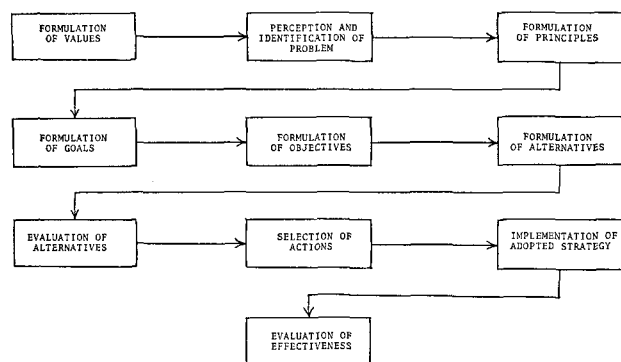 FORMULATION
OF VALUES
PERCEPTION AND
IDENTIFICATION OF
PROBLEM
FORMULATION
OF PRINCIPLES
FORMULATION
OF GOALS
FORMULATION
OF OBJECTIVES
FORMULATION
OF ALTERNATIVES
EVALUATION OF
ALTERNATIVES
SELECTION OF
ACTIONS
IMPLEMENTATION OF
ADOPTED STRATEGY
EVALUATION OF
EFFECTIVENESS